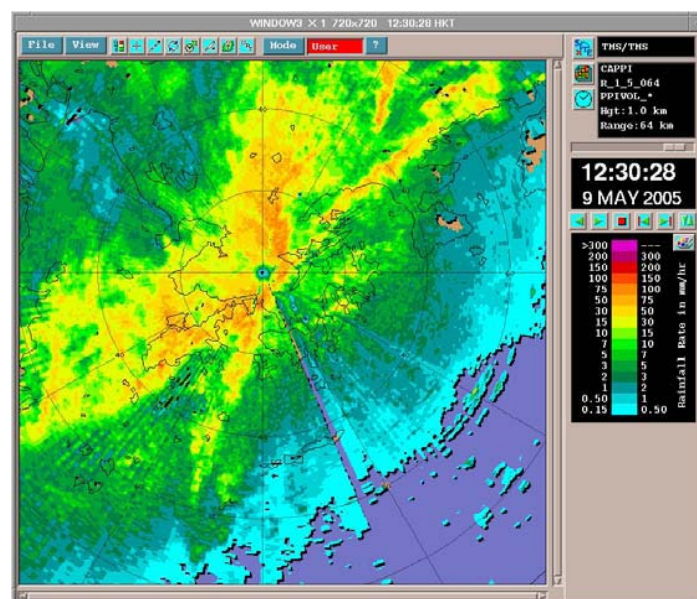 WINDOW3 X 1 720x720 12:30:28 HKT
File View Mode User ?
TMS/TMS
CAPPI
R_1_5_064
PPIVOL_*
Hgt:1.0 km
Range:64 km
12:30:28
9 MAY 2005
>300 ---
200 300
150 200
100 150
75 100
50 75
30 50
15 30
10 15
7 10
5 7
3 5
2 3
1 2
0.50 1
0.15 0.50
Rainfall Rate in mm/hr